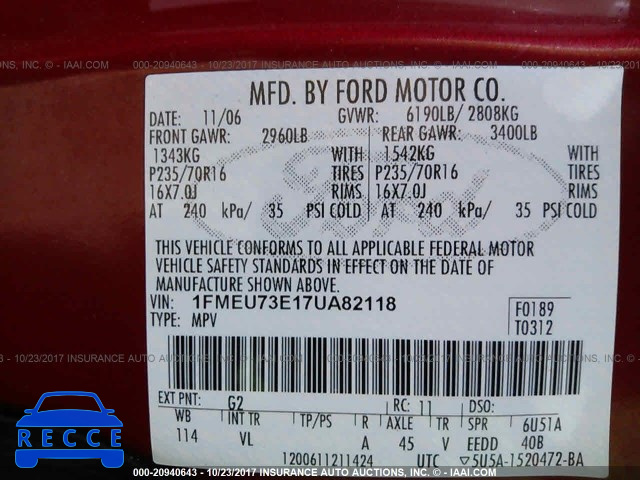 000-20940643 - 10/23/2017 INSURANCE AUTO AUCTIONS, INC. - IAAI.COM
MFD. BY FORD MOTOR CO.
DATE: 11/06 GVWR: 6190LB/ 2808KG
FRONT GAWR: 2960LB REAR GAWR: 3400LB
1343KG WITH 1542KG WITH
P235/70R16 TIRES P235/70R16 TIRES
16X7.0J RIMS 16X7.0J RIMS
AT 240 kPa/ 35 PSI COLD AT 240 kPa/ 35 PSI COLD
Ford
THIS VEHICLE CONFORMS TO ALL APPLICABLE FEDERAL MOTOR
VEHICLE SAFETY STANDARDS IN EFFECT ON THE DATE OF
MANUFACTURE SHOWN ABOVE.
VIN: 1FMEU73E17UA82118 F0189
TYPE: MPV T0312
000-20940643 - 10/23/2017 INSURANCE AUTO AUCTIONS, INC. - IAAI.COM
EXT PNT: G2 RC: 11 DSO:
WB INT TR TP/PS R AXLE TR SPR 6U51A
114 VL A 45 V EEDD 40B
1200611211424 UTC ▽5U5A-1520472-BA
RECCE
000-20940643 - 10/23/2017 INSURANCE AUTO AUCTIONS, INC. - IAAI.COM